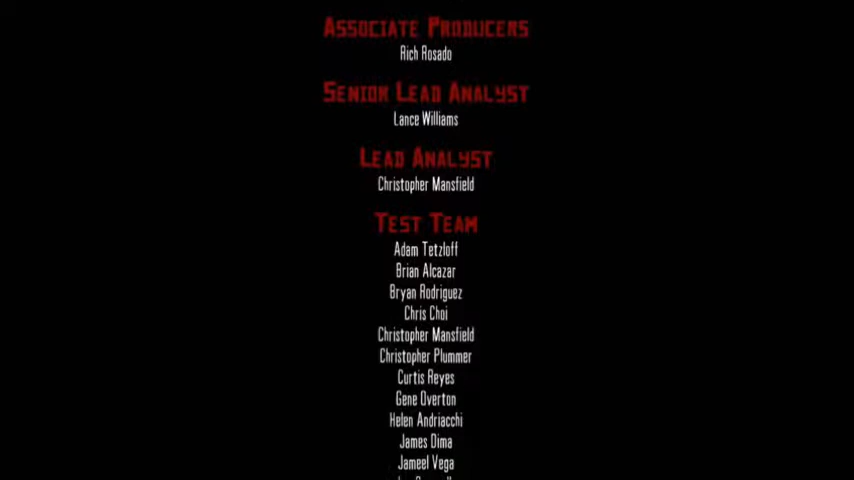 ASSOCIATE PRODUCERS
Rich Rosado
SENIOR LEAD ANALYST
Lance Williams
LEAD ANALYST
Christopher Mansfield
TEST TEAM
Adam Tetzloff
Brian Alcazar
Bryan Rodriguez
Chris Choi
Christopher Mansfield
Christopher Plummer
Curtis Reyes
Gene Overton
Helen Andriacchi
James Dima
Jameel Vega